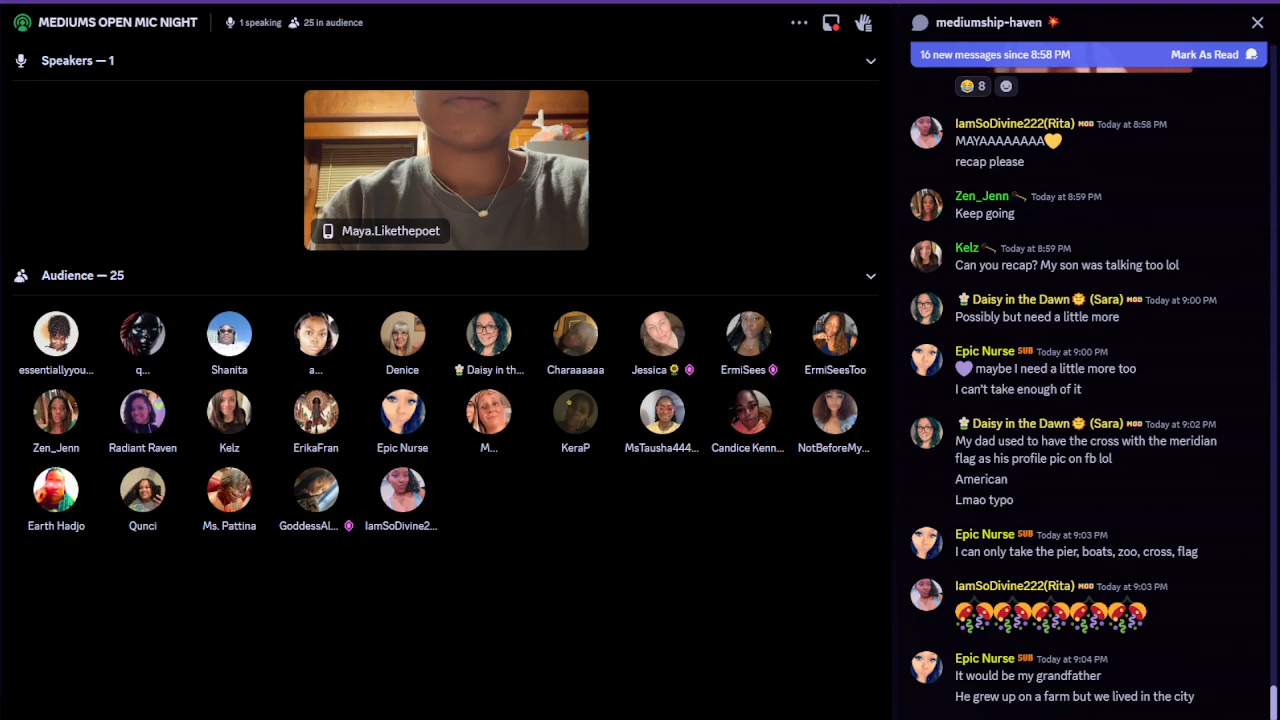 MEDIUMS OPEN MIC NIGHT
1 speaking
25 in audience
Speakers — 1
Maya.Likethepoet
Audience — 25
essentiallyyou...
q...
Shanita
a...
Denice
Daisy in th...
Charaaaaaa
Jessica
ErmiSees
ErmiSeesToo
Zen_Jenn
Radiant Raven
Kelz
ErikaFran
Epic Nurse
M...
KeraP
MsTausha444...
Candice Kenn...
NotBeforeMy...
Earth Hadjo
Qunci
Ms. Pattina
GoddessAl...
IamSoDivine2...
mediumship-haven
16 new messages since 8:58 PM
Mark As Read
8
IamSoDivine222(Rita) MOD Today at 8:58 PM
MAYAAAAAAAA💛
recap please
Zen_Jenn Today at 8:59 PM
Keep going
Kelz Today at 8:59 PM
Can you recap? My son was talking too lol
Daisy in the Dawn 🌞 (Sara) MOD Today at 9:00 PM
Possibly but need a little more
Epic Nurse SUB Today at 9:00 PM
💜 maybe I need a little more too
I can't take enough of it
Daisy in the Dawn 🌞 (Sara) MOD Today at 9:02 PM
My dad used to have the cross with the meridian
flag as his profile pic on fb lol
American
Lmao typo
Epic Nurse SUB Today at 9:03 PM
I can only take the pier, boats, zoo, cross, flag
IamSoDivine222(Rita) MOD Today at 9:03 PM
Epic Nurse SUB Today at 9:04 PM
It would be my grandfather
He grew up on a farm but we lived in the city